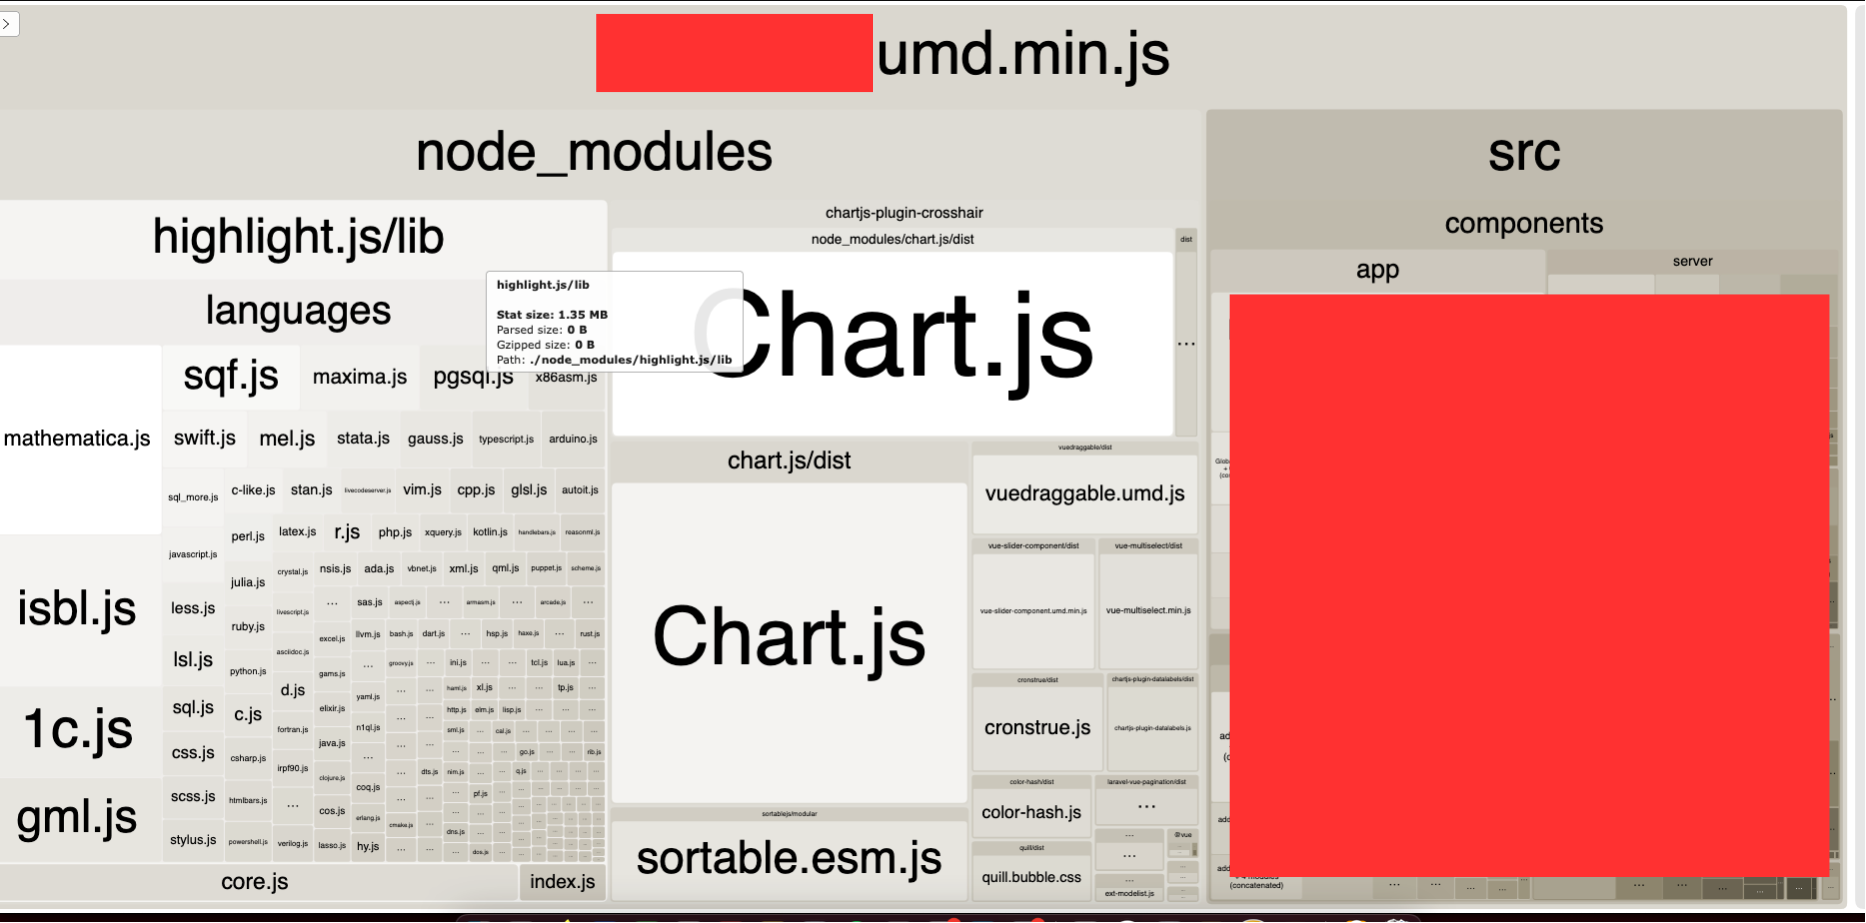 umd.min.js
node_modules
src
highlight.js/lib
languages
mathematica.js
isbl.js
1c.js
gml.js
sqf.js
maxima.js
pgsql.js
x86asm.js
swift.js
mel.js
stata.js
gauss.js
typescript.js
arduino.js
sql_more.js
c-like.js
stan.js
livecodeserver.js
vim.js
cpp.js
glsl.js
autoit.js
javascript.js
perl.js
latex.js
r.js
php.js
xquery.js
kotlin.js
handlebars.js
reasonml.js
julia.js
crystal.js
nsis.js
ada.js
vbnet.js
xml.js
qml.js
puppet.js
scheme.js
less.js
ruby.js
livescript.js
...
sas.js
aspectj.js
...
armasm.js
...
arcade.js
...
excel.js
llvm.js
bash.js
dart.js
...
hsp.js
haxe.js
...
rust.js
lsl.js
python.js
asciidoc.js
gams.js
...
groovy.js
...
ini.js
...
...
tcl.js
lua.js
...
d.js
elixir.js
yaml.js
...
...
haml.js
xl.js
...
...
tp.js
...
sql.js
c.js
fortran.js
java.js
n1ql.js
...
...
http.js
elm.js
lisp.js
...
...
...
sml.js
...
cal.js
...
...
...
...
css.js
csharp.js
irpf90.js
clojure.js
...
...
...
...
...
go.js
...
...
rib.js
dts.js
nim.js
...
...
q.js
...
...
...
...
scss.js
htmlbars.js
...
cos.js
coq.js
...
...
...
pf.js
...
erlang.js
cmake.js
...
dns.js
stylus.js
powershell.js
verilog.js
lasso.js
hy.js
...
...
...
dos.js
core.js
index.js
highlight.js/lib
Stat size: 1.35 MB
Parsed size: 0 B
Gzipped size: 0 B
Path: ./node_modules/highlight.js/lib
chartjs-plugin-crosshair
node_modules/chart.js/dist
dist
Chart.js
...
chart.js/dist
Chart.js
sortablejs/modular
sortable.esm.js
vuedraggable/dist
vuedraggable.umd.js
vue-slider-component/dist
vue-slider-component.umd.min.js
vue-multiselect/dist
vue-multiselect.min.js
cronstrue/dist
cronstrue.js
chartjs-plugin-datalabels/dist
chartjs-plugin-datalabels.js
color-hash/dist
color-hash.js
laravel-vue-pagination/dist
...
quill/dist
quill.bubble.css
...
...
@vue
...
ext-modelist.js
components
app
server
(concatenated)
...
...
...
...
...
...
...
...
...